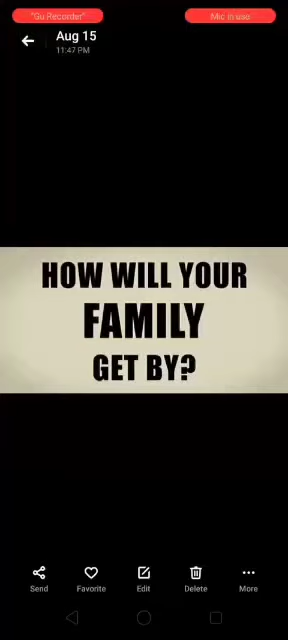 "Gu Recorder"
Mic in use
Aug 15
11:47 PM
HOW WILL YOUR
FAMILY
GET BY?
Send
Favorite
Edit
Delete
More